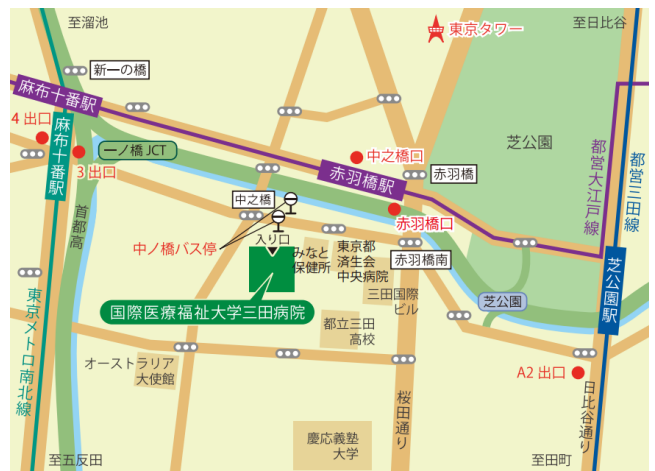 至溜池
東京タワー
至日比谷
新一の橋
麻布十番駅
4出口
麻布十番駅
一ノ橋JCT
3出口
中之橋口
赤羽橋駅
赤羽橋
芝公園
都営大江戸線
都営三田線
首都高
中之橋
赤羽橋口
中ノ橋バス停
入り口
みなと
保健所
東京都
済生会
中央病院
赤羽橋南
芝公園駅
国際医療福祉大学三田病院
三田国際
ビル
芝公園
都立三田
高校
東京メトロ南北線
オーストラリア
大使館
A2出口
桜田通り
日比谷通り
慶応義塾
大学
至五反田
至田町